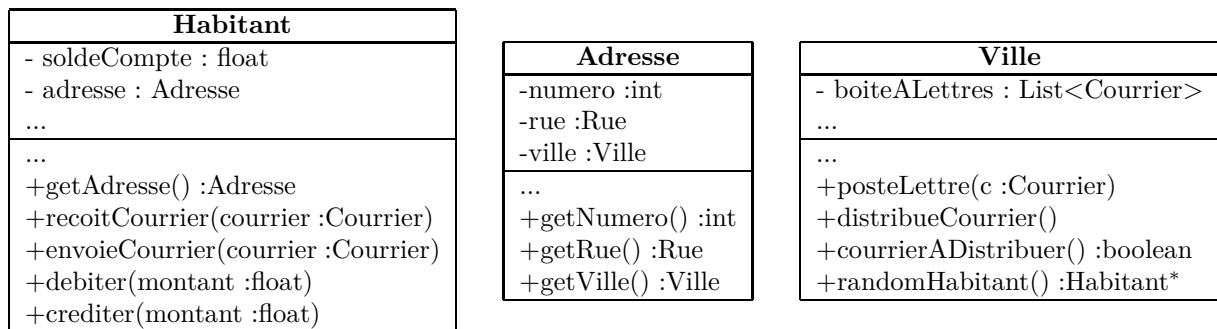 Habitant
- soldeCompte : float
- adresse : Adresse
...
...
+getAdresse() :Adresse
+recoitCourrier(courrier :Courrier)
+envoieCourrier(courrier :Courrier)
+debiter(montant :float)
+crediter(montant :float)
Adresse
-numero :int
-rue :Rue
-ville :Ville
...
+getNumero() :int
+getRue() :Rue
+getVille() :Ville
Ville
- boiteALettres : List<Courrier>
...
...
+posteLettre(c :Courrier)
+distribueCourrier()
+courrierADistribuer() :boolean
+randomHabitant() :Habitant*